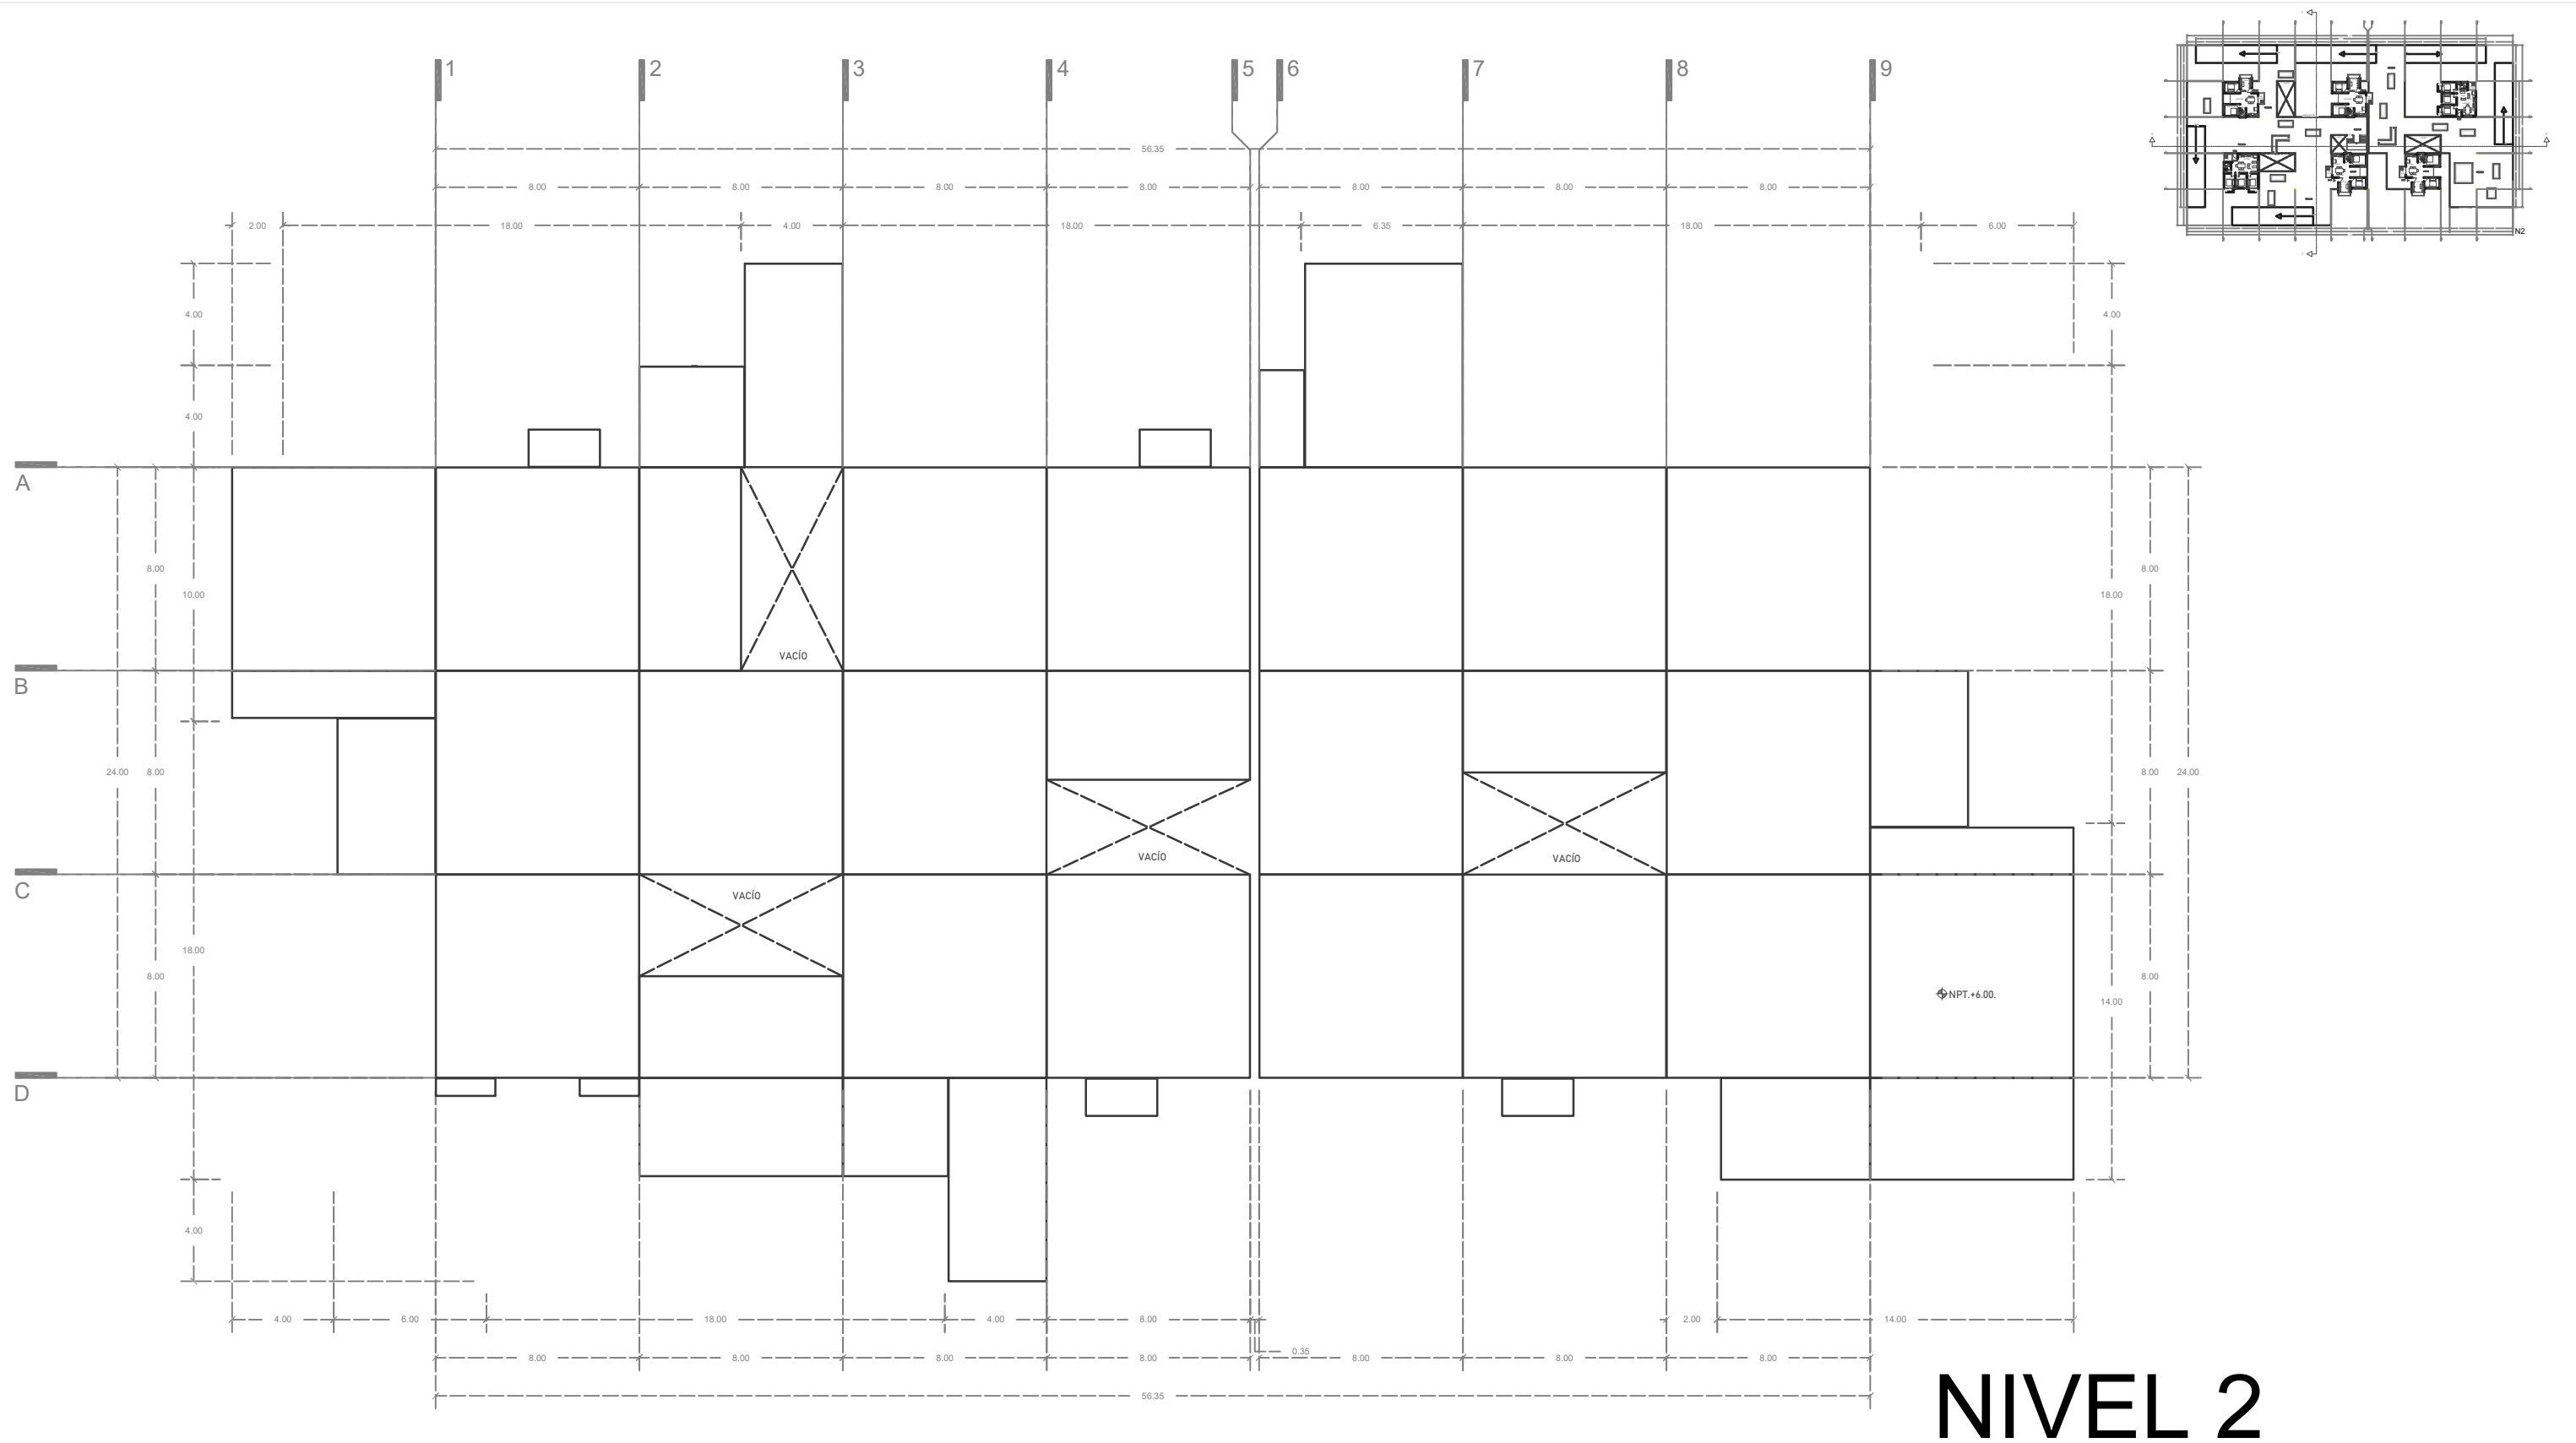 1 2 3 4 5 6 7 8 9
56.35
8.00 8.00 8.00 8.00 8.00 8.00 8.00
2.00 18.00 4.00 18.00 6.35 18.00 6.00
N2
4.00 4.00
4.00
A
8.00 10.00 18.00 8.00
VACÍO
B
24.00 8.00 8.00 24.00
VACÍO VACÍO
C
VACÍO
18.00
8.00 8.00
NPT.+6.00.
14.00
D
4.00
4.00 6.00 18.00 4.00 8.00 2.00 14.00
0.35
8.00 8.00 8.00 8.00 8.00 8.00 8.00
56.35
NIVEL 2